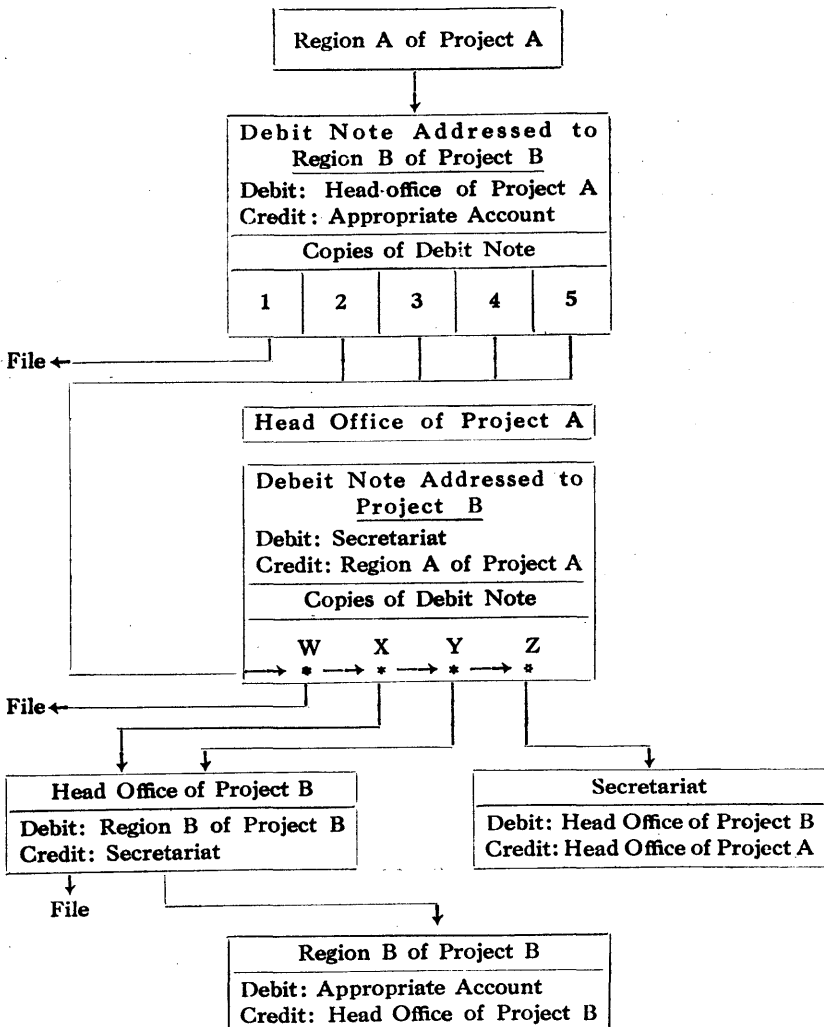 Region A of Project A
Debit Note Addressed to
Region B of Project B
Debit: Head-office of Project A
Credit: Appropriate Account
Copies of Debit Note
1 2 3 4 5
File
Head Office of Project A
Debeit Note Addressed to
Project B
Debit: Secretariat
Credit: Region A of Project A
Copies of Debit Note
W X Y Z
* * * *
File
Head Office of Project B
Debit: Region B of Project B
Credit: Secretariat
File
Secretariat
Debit: Head Office of Project B
Credit: Head Office of Project A
Region B of Project B
Debit: Appropriate Account
Credit: Head Office of Project B